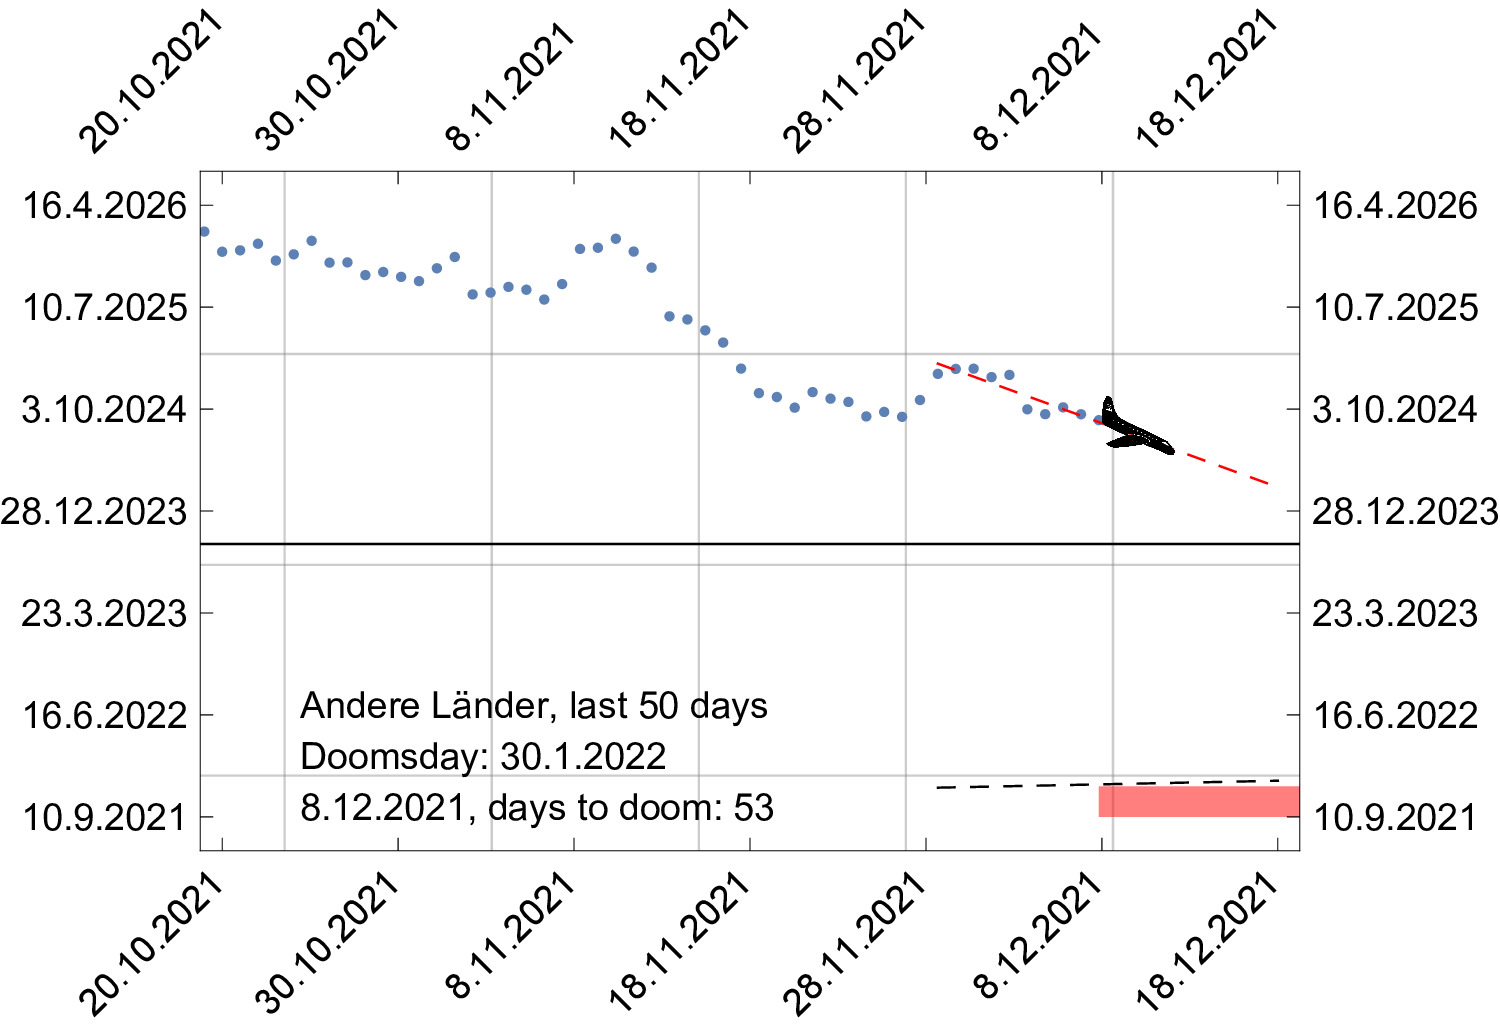 20.10.2021 30.10.2021 8.11.2021 18.11.2021 28.11.2021 8.12.2021 18.12.2021
16.4.2026 16.4.2026
10.7.2025 10.7.2025
3.10.2024 3.10.2024
28.12.2023 28.12.2023
23.3.2023 23.3.2023
16.6.2022 16.6.2022
Andere Länder, last 50 days
Doomsday: 30.1.2022
8.12.2021, days to doom: 53
10.9.2021 10.9.2021
20.10.2021 30.10.2021 8.11.2021 18.11.2021 28.11.2021 8.12.2021 18.12.2021